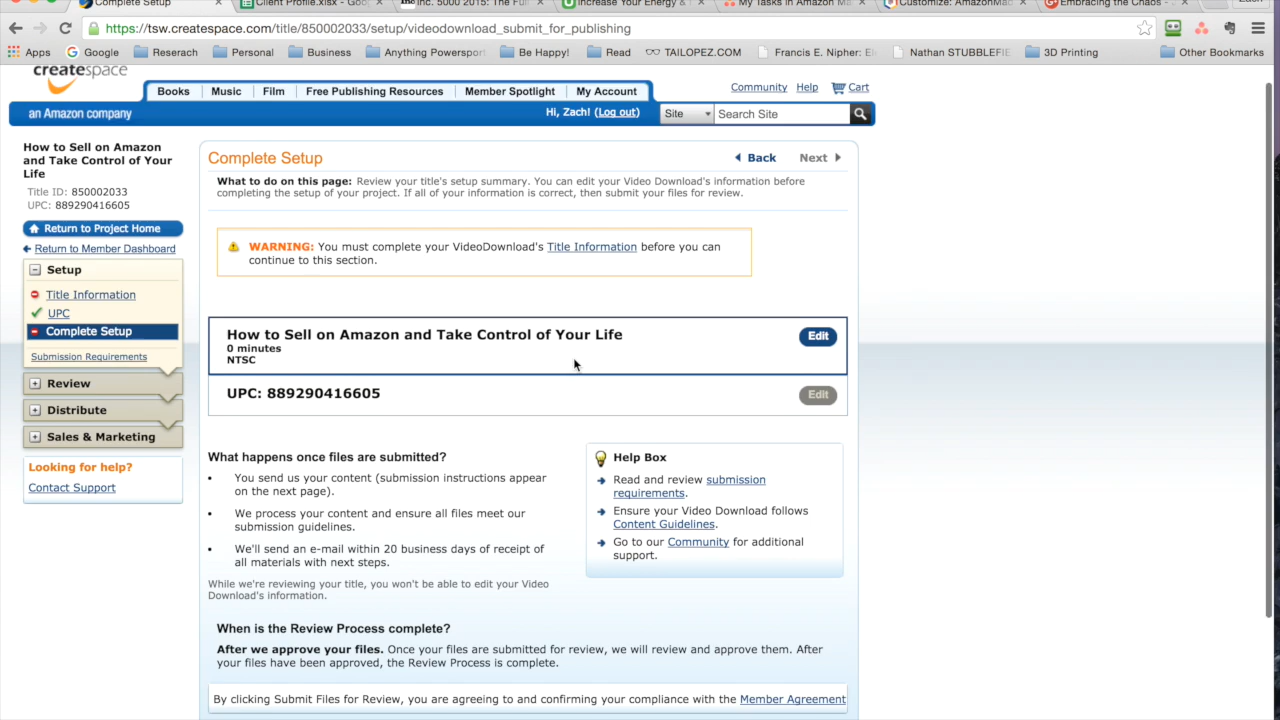 Complete Setup
Client Profile.xlsx - Goo
Inc. 5000 2015: The Full
Increase Your Energy &
My Tasks in Amazon Ma
Customize: AmazonMad
Embracing the Chaos -
https://tsw.createspace.com/title/850002033/setup/videodownload_submit_for_publishing
Apps
Google
Reserach
Personal
Business
Anything Powersport
Be Happy!
Read
TAILOPEZ.COM
Francis E. Nipher: Ele
Nathan STUBBLEFIE
3D Printing
Other Bookmarks
createspace
an Amazon company
Books
Music
Film
Free Publishing Resources
Member Spotlight
My Account
Community
Help
Cart
Hi, Zach! (Log out)
Site
Search Site
How to Sell on Amazon
and Take Control of Your
Life
Title ID: 850002033
UPC: 889290416605
Return to Project Home
Return to Member Dashboard
Setup
Title Information
UPC
Complete Setup
Submission Requirements
Review
Distribute
Sales & Marketing
Looking for help?
Contact Support
Complete Setup
Back
Next
What to do on this page: Review your title's setup summary. You can edit your Video Download's information before
completing the setup of your project. If all of your information is correct, then submit your files for review.
WARNING: You must complete your VideoDownload's Title Information before you can
continue to this section.
How to Sell on Amazon and Take Control of Your Life
0 minutes
NTSC
Edit
UPC: 889290416605
Edit
What happens once files are submitted?
• You send us your content (submission instructions appear
on the next page).
• We process your content and ensure all files meet our
submission guidelines.
• We'll send an e-mail within 20 business days of receipt of
all materials with next steps.
While we're reviewing your title, you won't be able to edit your Video
Download's information.
Help Box
Read and review submission
requirements.
Ensure your Video Download follows
Content Guidelines.
Go to our Community for additional
support.
When is the Review Process complete?
After we approve your files. Once your files are submitted for review, we will review and approve them. After
your files have been approved, the Review Process is complete.
By clicking Submit Files for Review, you are agreeing to and confirming your compliance with the Member Agreement